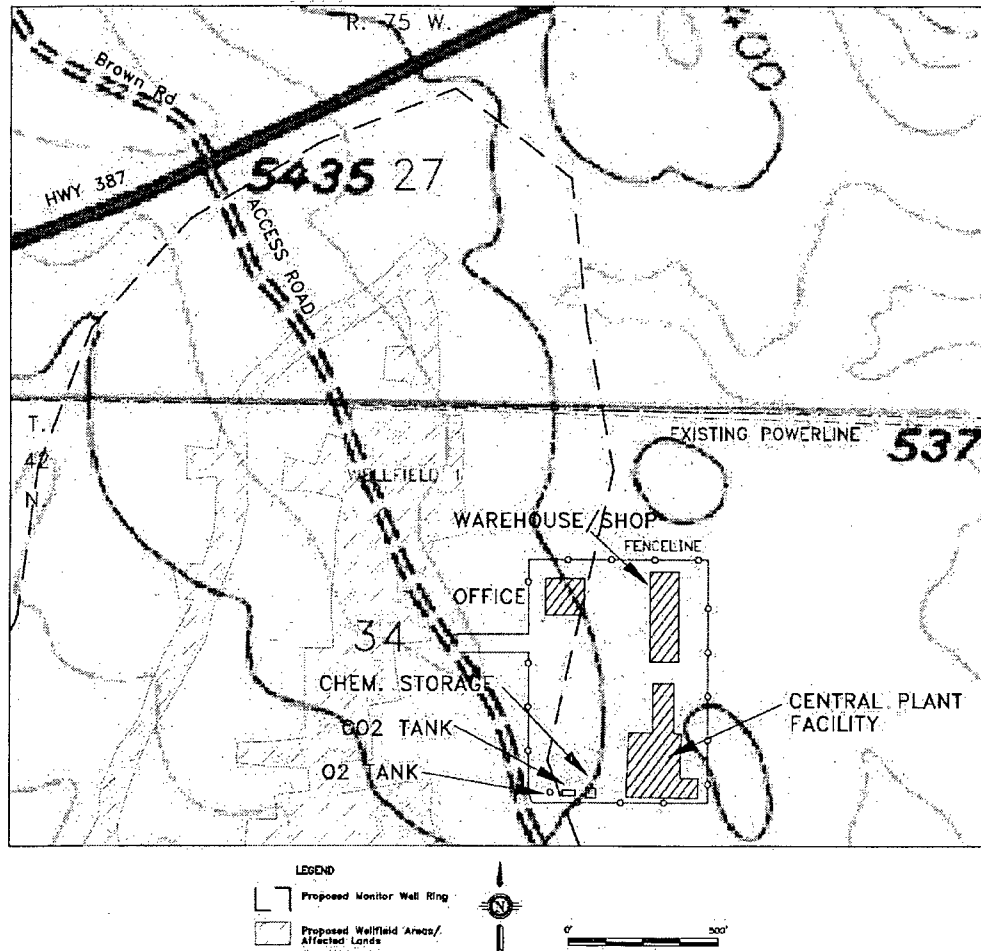 R. 75 W.
5400
Brown Rd
HWY 387
5435 27
ACCESS ROAD
T.
42
N
EXISTING POWERLINE
537
WELLFIELD 1
WAREHOUSE SHOP
FENCELINE
OFFICE
34
CHEM. STORAGE
CO2 TANK
CENTRAL PLANT
FACILITY
O2 TANK
LEGEND
Proposed Monitor Well Ring
Proposed Wellfield Areas/
Affected Lands
N
0'
500'